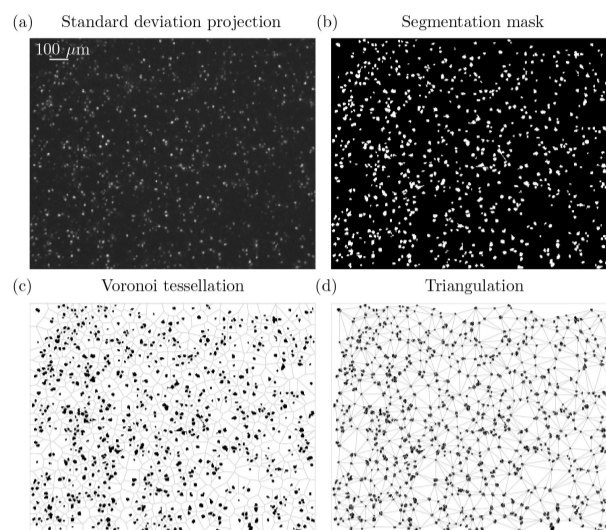 (a) Standard deviation projection
(b) Segmentation mask
100 μm
(c) Voronoi tessellation
(d) Triangulation